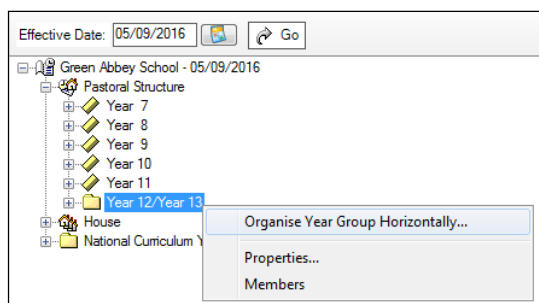 Effective Date: 05/09/2016 Go
Green Abbey School - 05/09/2016
Pastoral Structure
Year 7
Year 8
Year 9
Year 10
Year 11
Year 12/Year 13
Organise Year Group Horizontally...
House
National Curriculum Y
Properties...
Members